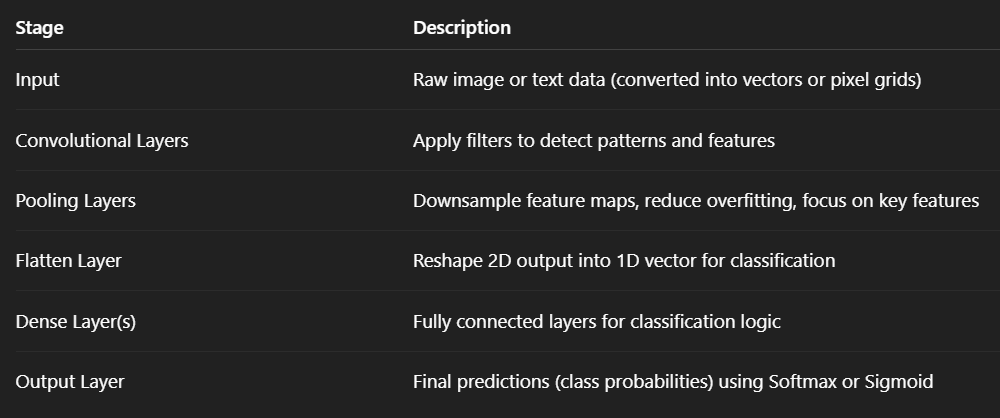 Stage Description
Input Raw image or text data (converted into vectors or pixel grids)
Convolutional Layers Apply filters to detect patterns and features
Pooling Layers Downsample feature maps, reduce overfitting, focus on key features
Flatten Layer Reshape 2D output into 1D vector for classification
Dense Layer(s) Fully connected layers for classification logic
Output Layer Final predictions (class probabilities) using Softmax or Sigmoid